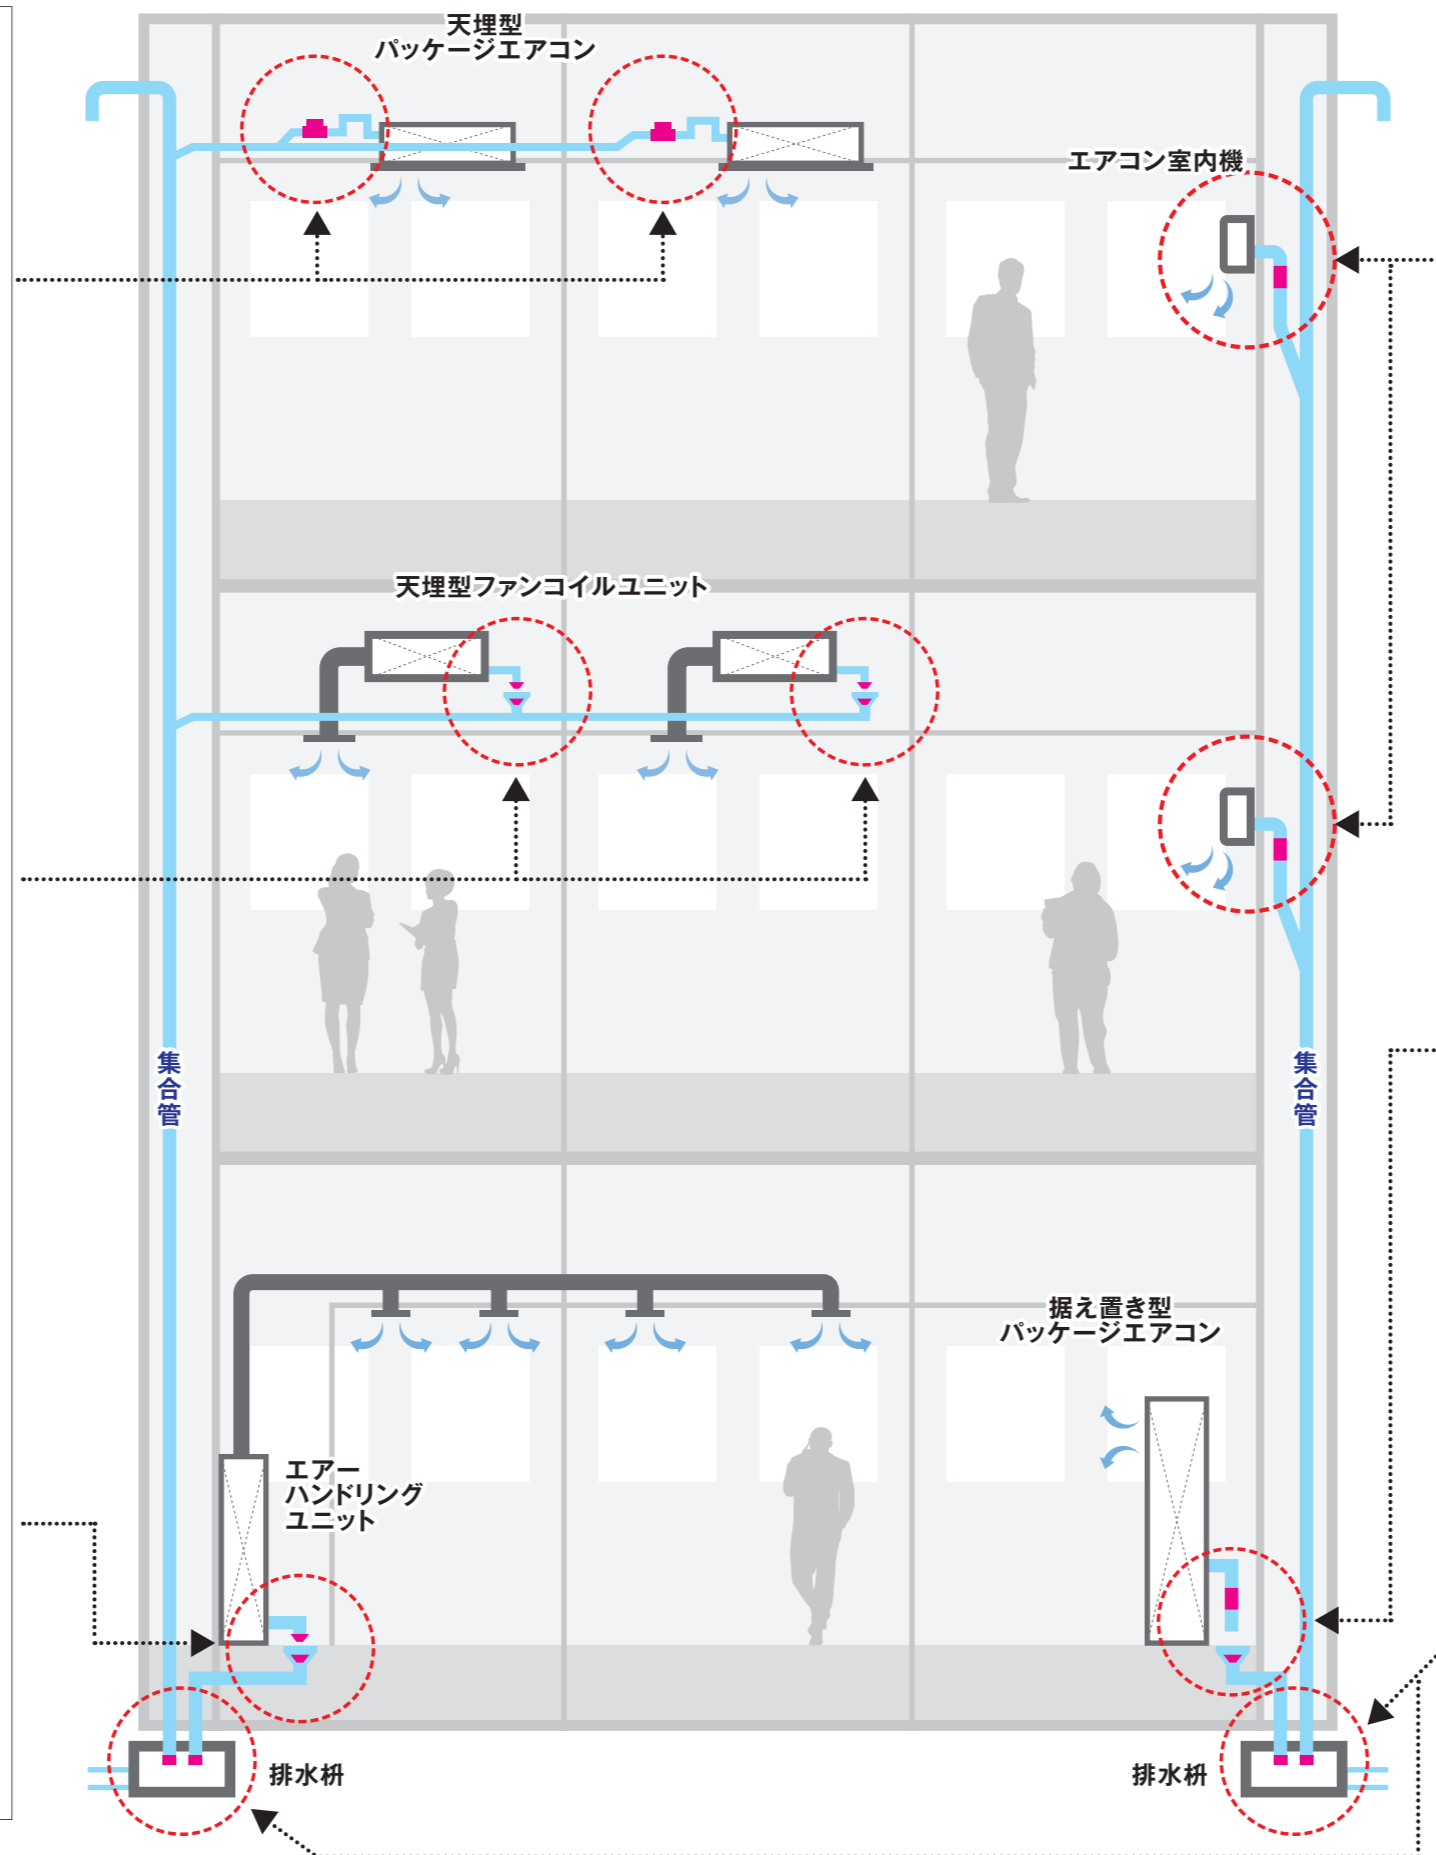 天埋型
パッケージエアコン
エアコン室内機
天埋型ファンコイルユニット
集合管
集合管
据え置き型
パッケージエアコン
エアー
ハンドリング
ユニット
排水枡
排水枡